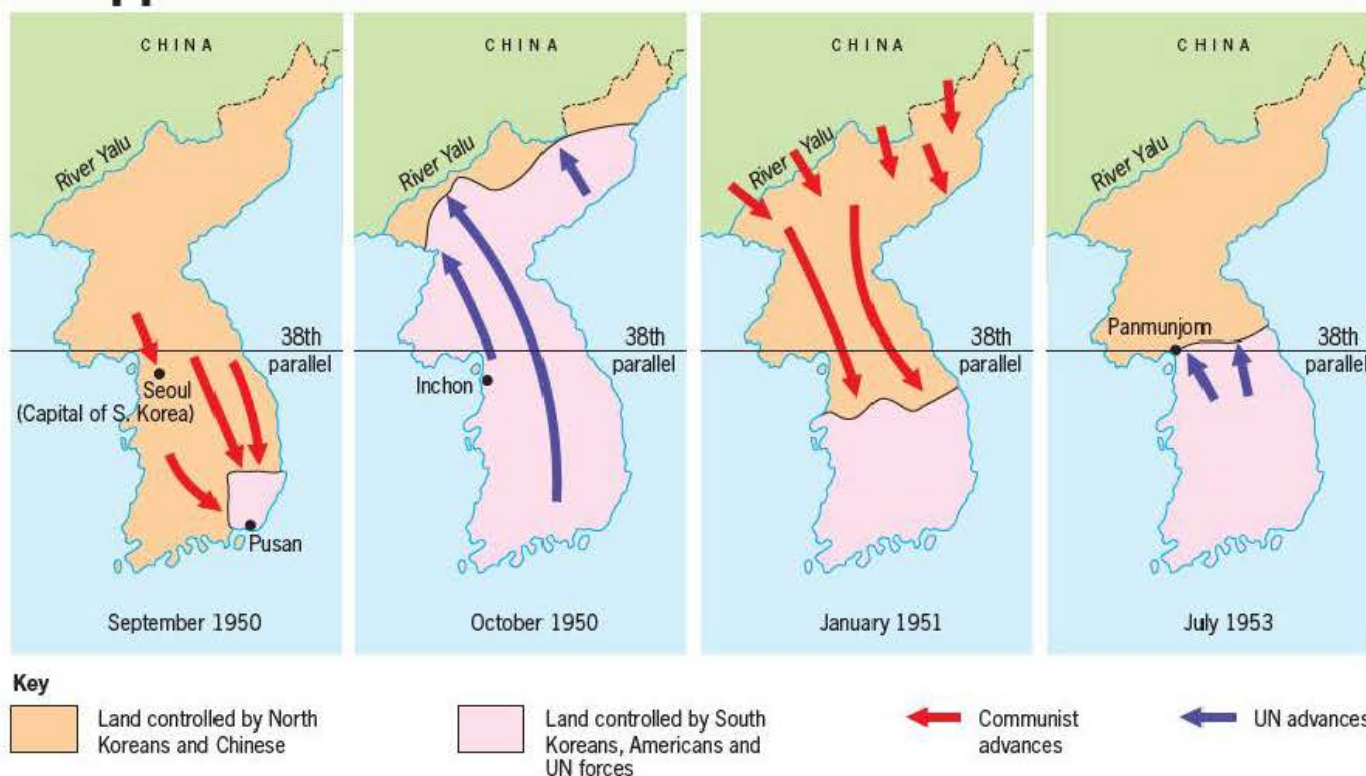 CHINA
River Yalu
38th
parallel
Seoul
(Capital of S. Korea)
Pusan
September 1950
CHINA
River Yalu
38th
parallel
Inchon
October 1950
CHINA
River Yalu
38th
parallel
January 1951
CHINA
River Yalu
Panmunjom
38th
parallel
July 1953
Key
Land controlled by North
Koreans and Chinese
Land controlled by South
Koreans, Americans and
UN forces
Communist
advances
UN advances